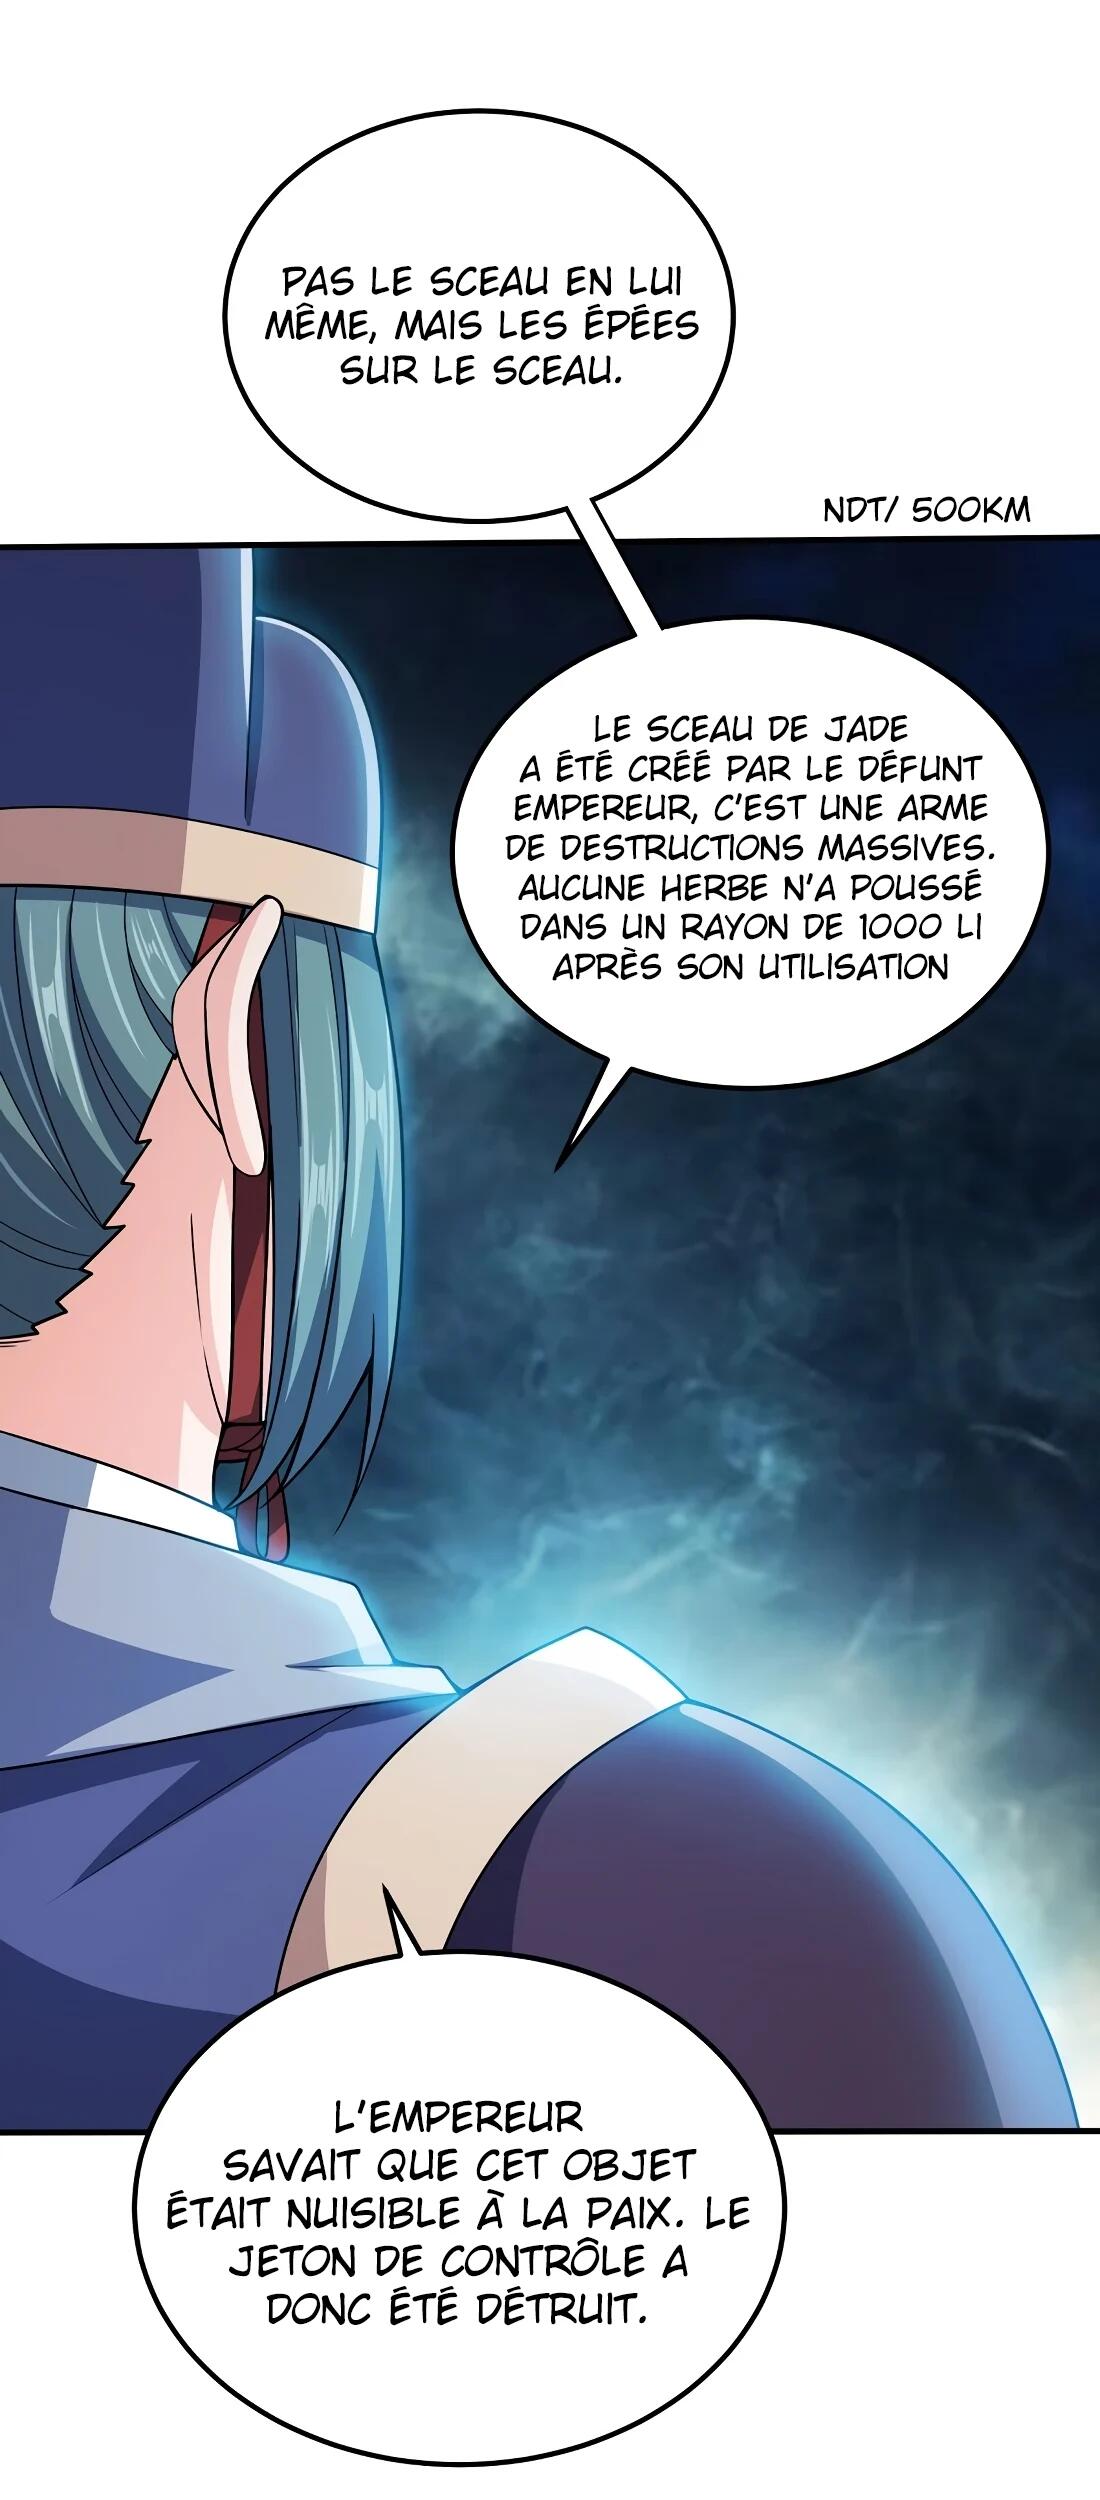 PAS LE SCEAU EN LUI
MÊME, MAIS LES ÉPÉES
SUR LE SCEAU.
NDT/ 500KM
LE SCEAU DE JADE
A ÉTÉ CRÉÉ PAR LE DÉFUNT
EMPEREUR, C'EST UNE ARME
DE DESTRUCTIONS MASSIVES.
AUCUNE HERBE N'A POUSSÉ
DANS UN RAYON DE 1000 LI
APRÈS SON UTILISATION
L'EMPEREUR
SAVAIT QUE CET OBJET
ÉTAIT NUISIBLE À LA PAIX. LE
JETON DE CONTRÔLE A
DONC ÉTÉ DÉTRUIT.